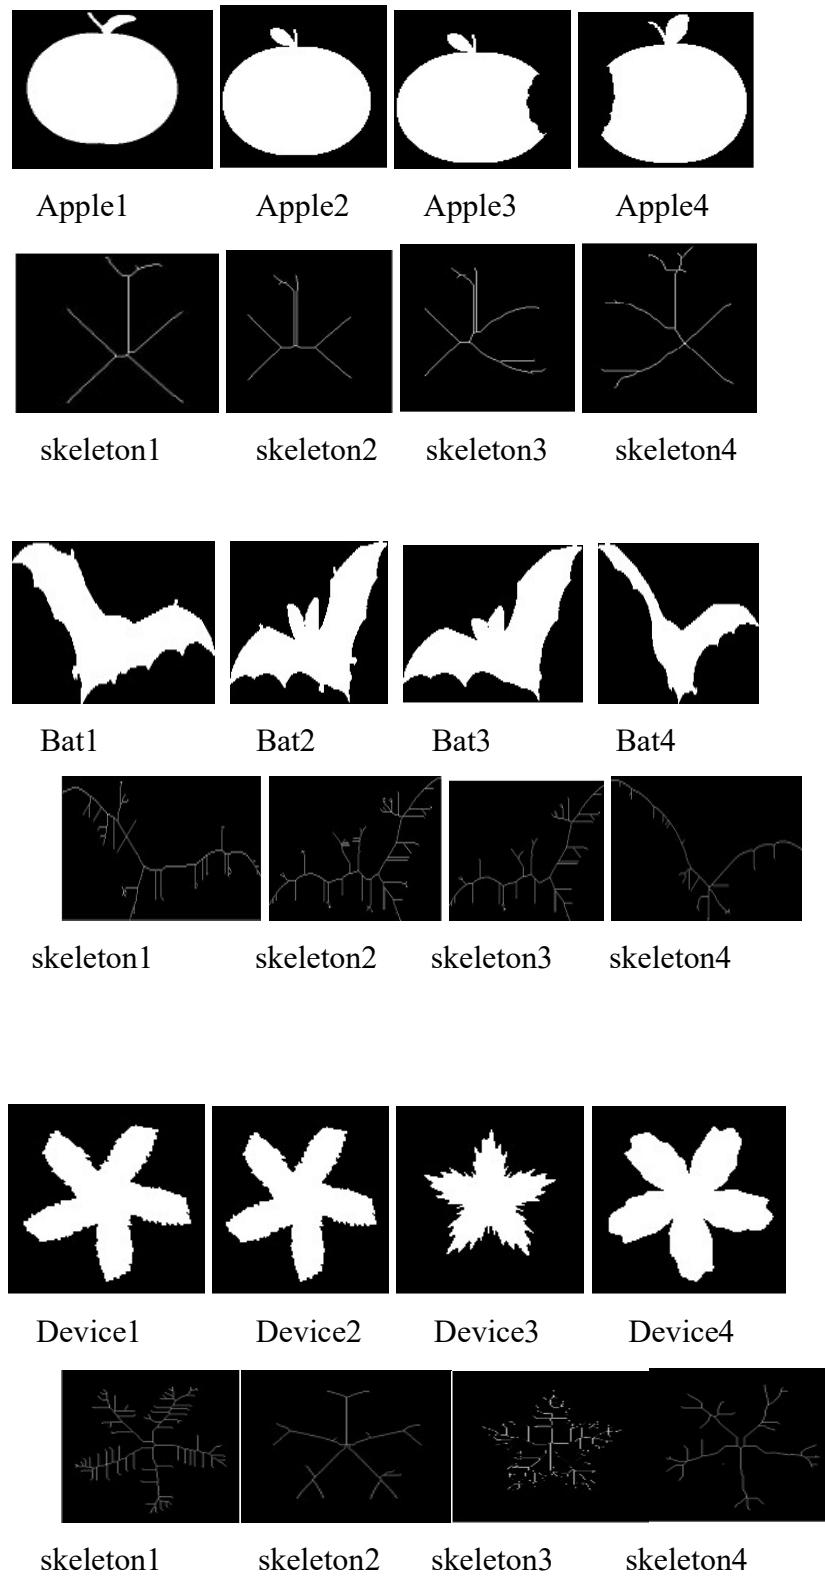 Apple1 Apple2 Apple3 Apple4
skeleton1 skeleton2 skeleton3 skeleton4
Bat1 Bat2 Bat3 Bat4
skeleton1 skeleton2 skeleton3 skeleton4
Device1 Device2 Device3 Device4
skeleton1 skeleton2 skeleton3 skeleton4